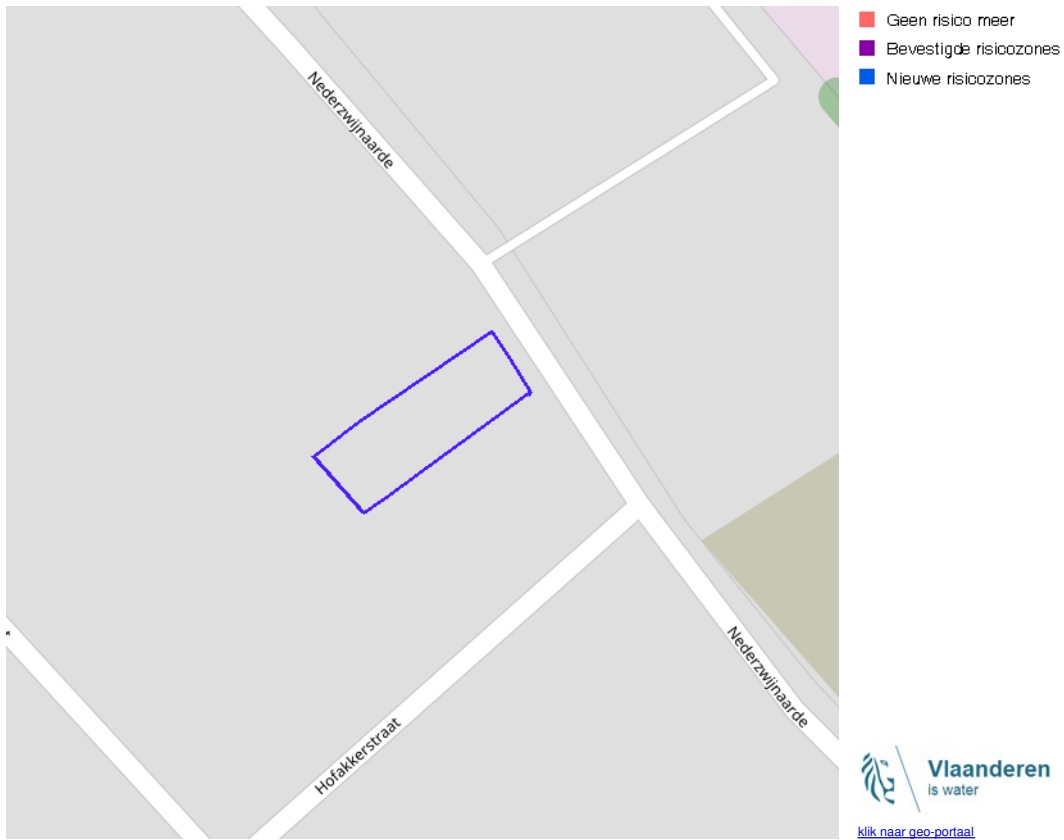 Geen risico meer
Bevestigde risicozones
Nieuwe risicozones
Nederzwijnaarde
Nederzwijnaarde
Hofakkerstraat
Vlaanderen
is water
klik naar geo-portaal